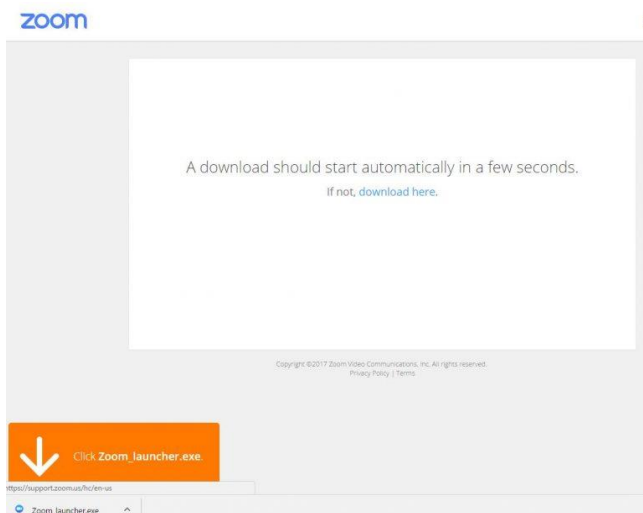 zoom
A download should start automatically in a few seconds.
If not, download here.
Copyright ©2017 Zoom Video Communications, Inc. All rights reserved.
Privacy Policy | Terms
Click Zoom_launcher.exe.
https://support.zoom.us/hc/en-us
Zoom_launcher.exe